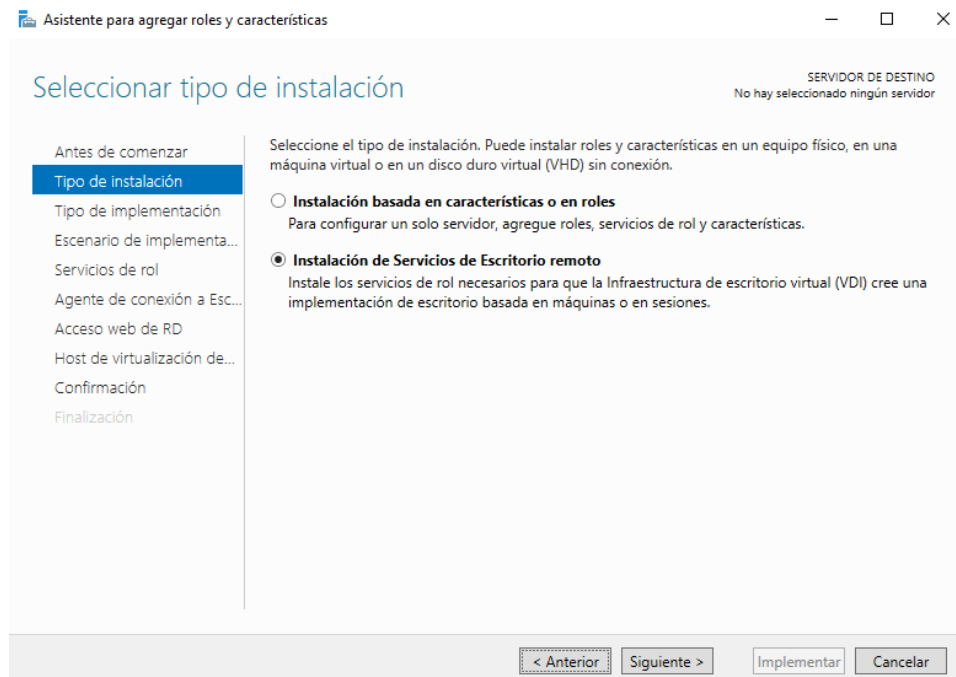 Asistente para agregar roles y características
Seleccionar tipo de instalación
SERVIDOR DE DESTINO
No hay seleccionado ningún servidor
Antes de comenzar
Tipo de instalación
Tipo de implementación
Escenario de implementa...
Servicios de rol
Agente de conexión a Esc...
Acceso web de RD
Host de virtualización de...
Confirmación
Finalización
Seleccione el tipo de instalación. Puede instalar roles y características en un equipo físico, en una
máquina virtual o en un disco duro virtual (VHD) sin conexión.
Instalación basada en características o en roles
Para configurar un solo servidor, agregue roles, servicios de rol y características.
Instalación de Servicios de Escritorio remoto
Instale los servicios de rol necesarios para que la Infraestructura de escritorio virtual (VDI) cree una
implementación de escritorio basada en máquinas o en sesiones.
< Anterior
Siguiente >
Implementar
Cancelar